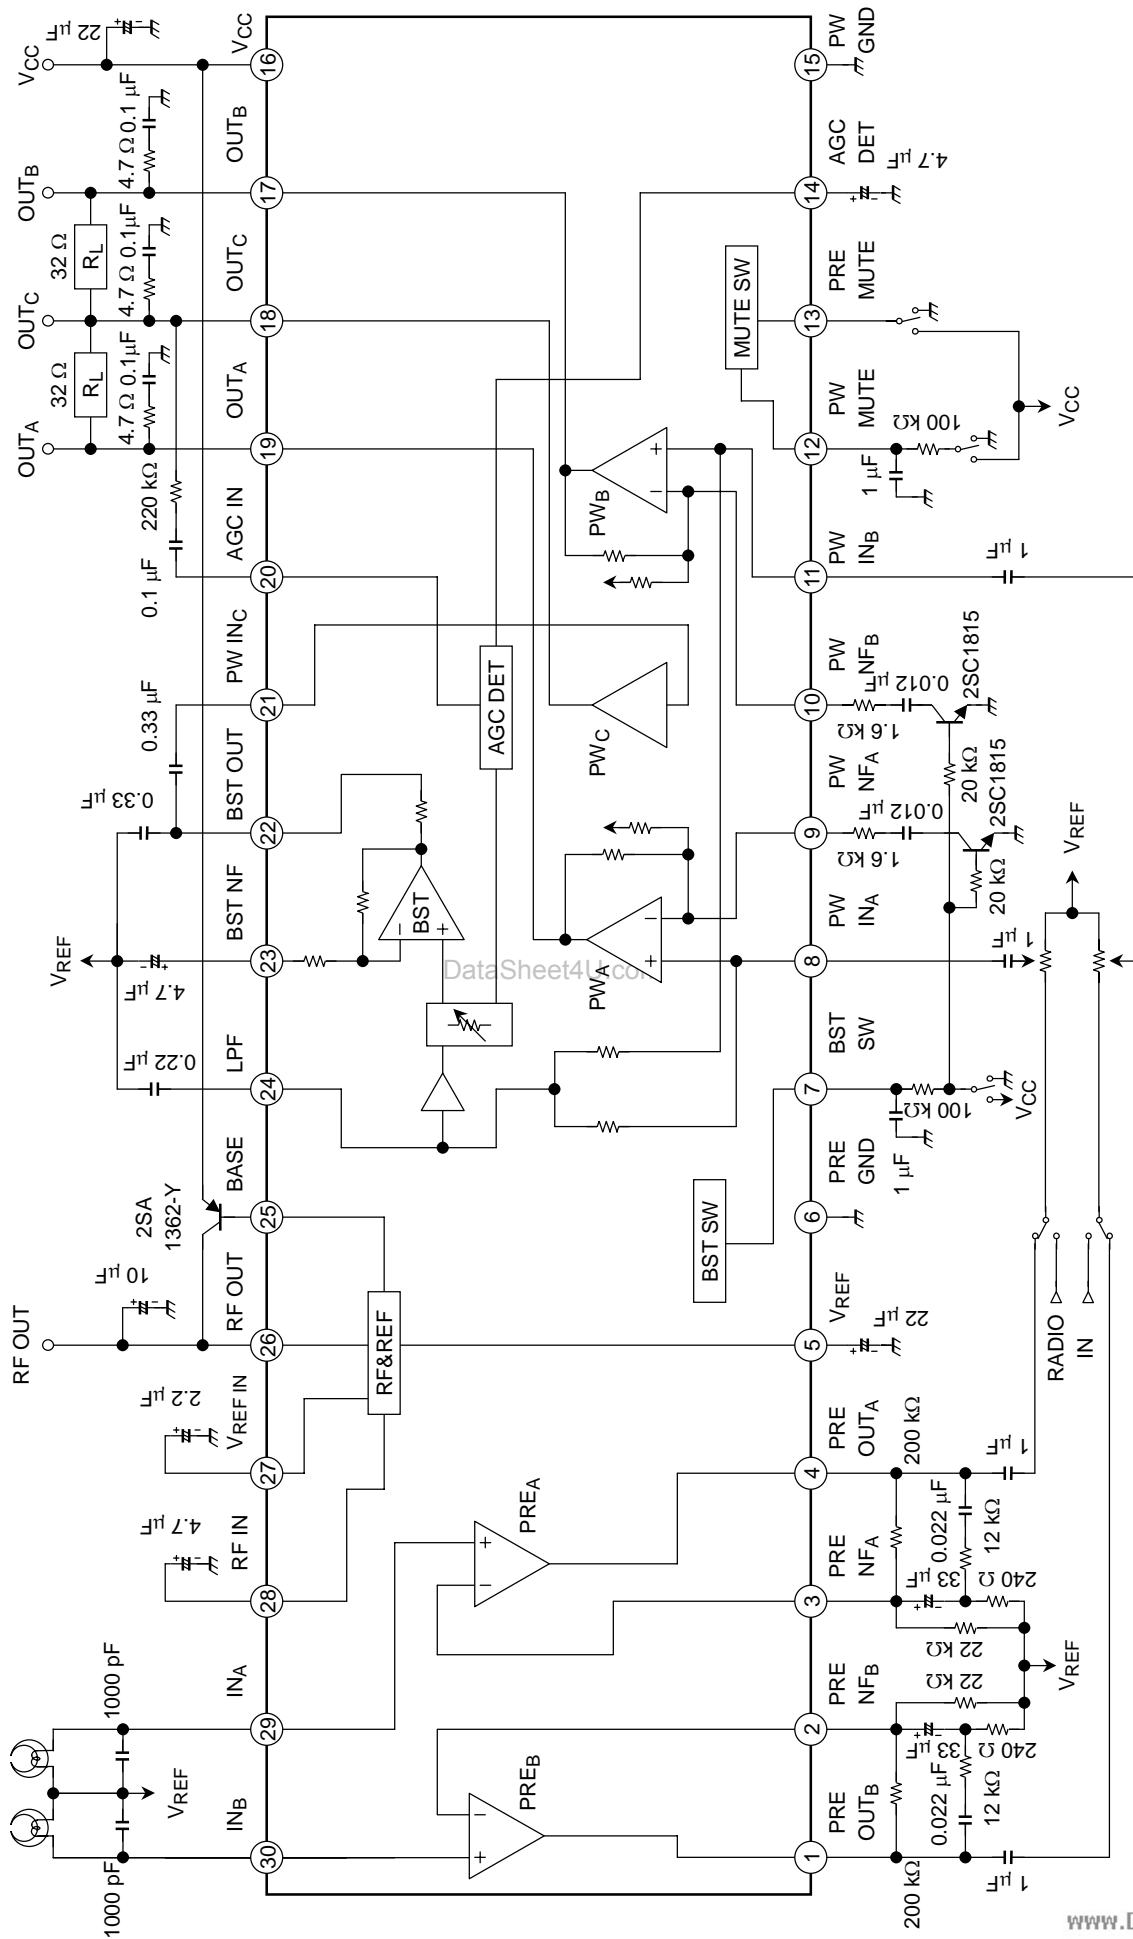 VCC
22 µF
+
−
OUTB
OUTC
OUTA
RF OUT
32 Ω
RL
32 Ω
RL
4.7 Ω 0.1 µF
4.7 Ω 0.1µF
4.7 Ω 0.1µF
220 kΩ
0.1 µF
0.33 µF
0.33 µF
VREF
4.7 µF
+
−
0.22 µF
2SA
1362-Y
10 µF
+
−
2.2 µF
+
−
4.7 µF
+
−
1000 pF
VREF
1000 pF
VCC
OUTB
OUTC
OUTA
AGC IN
PW INC
BST OUT
BST NF
LPF
BASE
RF OUT
VREF IN
RF IN
INA
INB
16
17
18
19
20
21
22
23
24
25
26
27
28
29
30
BST
−
+
AGC DET
RF&REF
MUTE SW
BST SW
PWB
+
−
PWC
PWA
+
−
PREA
+
−
PREB
−
+
DataSheet4U.com
15
14
13
12
11
10
9
8
7
6
5
4
3
2
1
PW
GND
AGC
DET
PRE
MUTE
PW
MUTE
PW
INB
PW
NFB
PW
NFA
PW
INA
BST
SW
PRE
GND
VREF
PRE
OUTA
PRE
NFA
PRE
NFB
PRE
OUTB
4.7 µF
+
−
100 kΩ
1 µF
VCC
1 µF
1.6 kΩ
0.012
µF
2SC1815
20 kΩ
1.6 kΩ
0.012
µF
2SC1815
20 kΩ
1 µF
VREF
100 kΩ
1 µF
VCC
22 µF
+
−
RADIO
IN
200 kΩ
1 µF
0.022 µF
12 kΩ
33 µF
+
−
240 Ω
22 kΩ
VREF
22 kΩ
33 µF
+
−
240 Ω
0.022 µF
12 kΩ
200 kΩ
1 µF
www.D